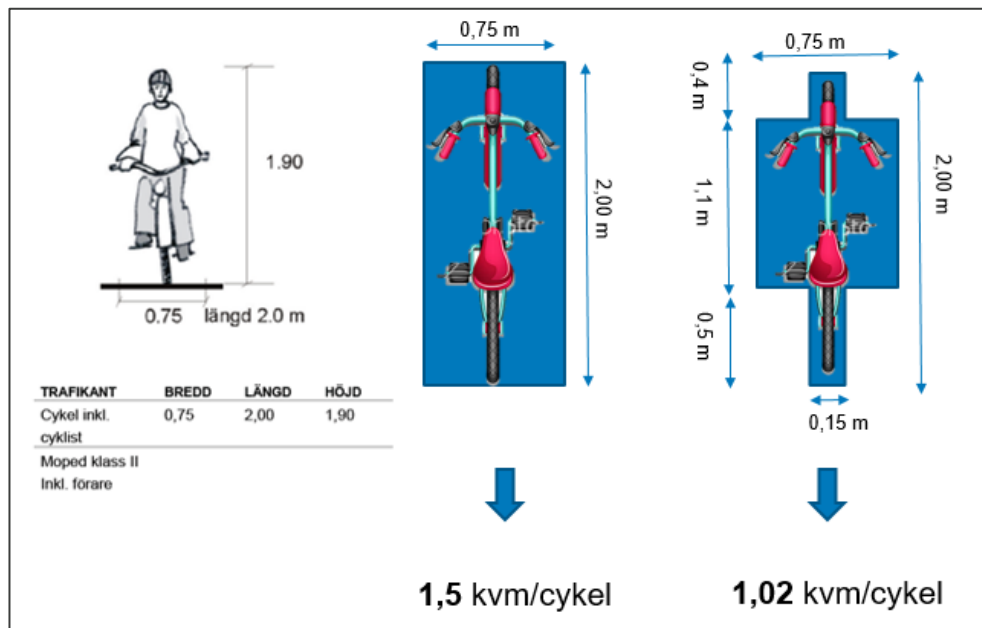 1.90
0.75 längd 2.0 m
TRAFIKANT BREDD LÄNGD HÖJD
Cykel inkl. 0,75 2,00 1,90
cyklist
Moped klass II
Inkl. förare
0,75 m
2,00 m
1,5 kvm/cykel
0,75 m
0,4 m
1,1 m
0,5 m
2,00 m
0,15 m
1,02 kvm/cykel